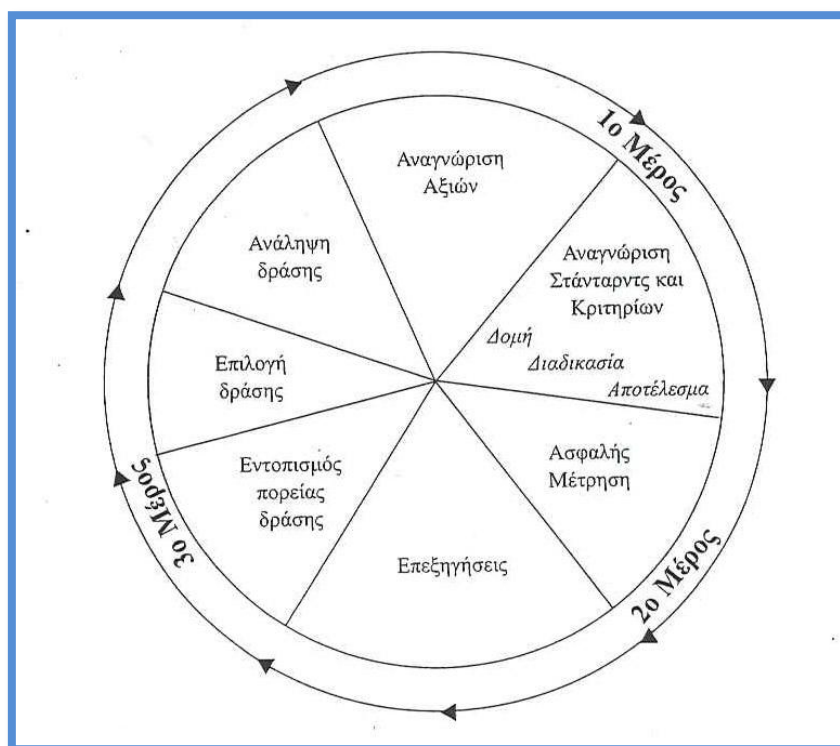 1ο Μέρος
Αναγνώριση
Αξιών
Αναγνώριση
Στάνταρντς και
Κριτηρίων
Δομή
Διαδικασία
Αποτέλεσμα
Ασφαλής
Μέτρηση
2ο Μέρος
Επεξηγήσεις
Εντοπισμός
πορείας
δράσης
3ο Μέρος
Επιλογή
δράσης
Ανάληψη
δράσης